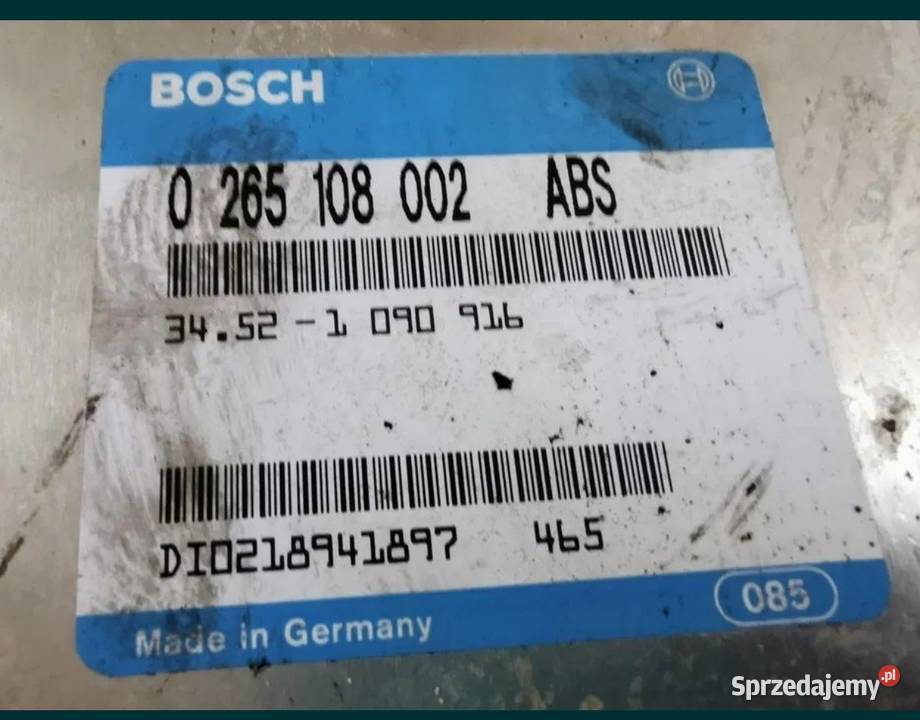 BOSCH
0 265 108 002 ABS
34.52 - 1 090 916
DI0218941897 465
085
Made in Germany
Sprzedajemy.pl